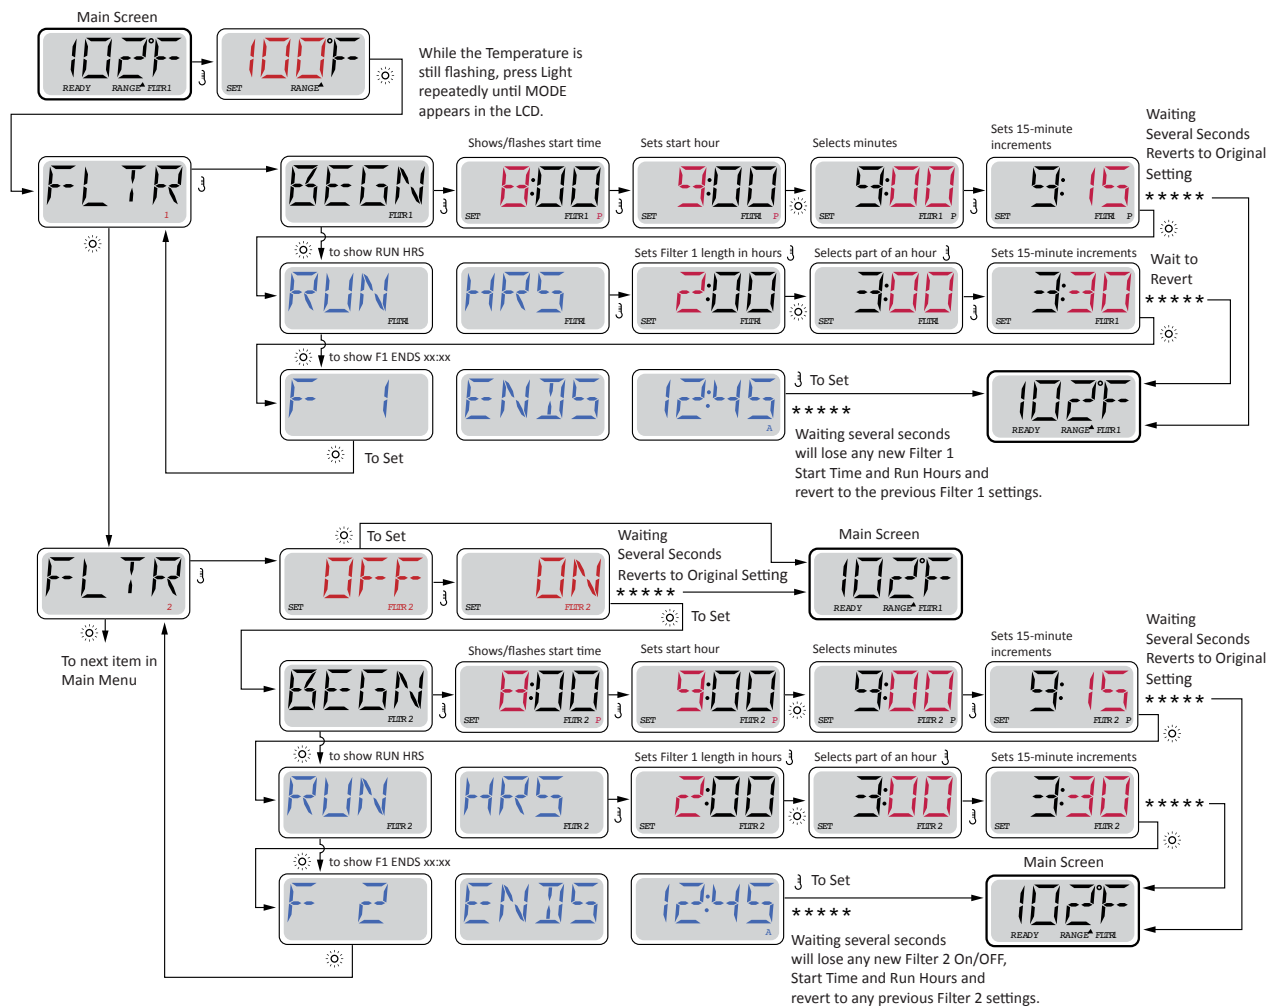 Main Screen
102°F
READY RANGE FLTR1
100°F
SET RANGE
While the Temperature is
still flashing, press Light
repeatedly until MODE
appears in the LCD.
Shows/flashes start time
Sets start hour
Selects minutes
Sets 15-minute
increments
Waiting
Several Seconds
Reverts to Original
Setting
*****
FLTR
1
BEGN
FLTR1
8:00
SET FLTR1 P
9:00
SET FLTR1 P
9:00
SET FLTR1 P
9:15
SET FLTR1 P
to show RUN HRS
Sets Filter 1 length in hours
Selects part of an hour
Sets 15-minute increments
Wait to
Revert
*****
RUN
FLTR1
HRS
FLTR1
2:00
SET FLTR1
3:00
SET FLTR1
3:30
SET FLTR1
to show F1 ENDS xx:xx
F 1
ENDS
12:45
A
To Set
*****
Waiting several seconds
will lose any new Filter 1
Start Time and Run Hours and
revert to the previous Filter 1 settings.
102°F
READY RANGE FLTR1
To Set
FLTR
2
To next item in
Main Menu
To Set
OFF
SET FLTR 2
ON
SET FLTR 2
Waiting
Several Seconds
Reverts to Original Setting
*****
To Set
Main Screen
102°F
READY RANGE FLTR1
Shows/flashes start time
Sets start hour
Selects minutes
Sets 15-minute
increments
Waiting
Several Seconds
Reverts to Original
Setting
*****
BEGN
FLTR 2
8:00
SET FLTR 2 P
9:00
SET FLTR 2 P
9:00
SET FLTR 2 P
9:15
SET FLTR 2 P
to show RUN HRS
Sets Filter 1 length in hours
Selects part of an hour
Sets 15-minute increments
*****
RUN
FLTR 2
HRS
FLTR 2
2:00
SET FLTR 2
3:00
SET FLTR 2
3:30
SET FLTR 2
to show F1 ENDS xx:xx
F 2
ENDS
12:45
A
To Set
*****
Waiting several seconds
will lose any new Filter 2 On/OFF,
Start Time and Run Hours and
revert to any previous Filter 2 settings.
Main Screen
102°F
READY RANGE FLTR1